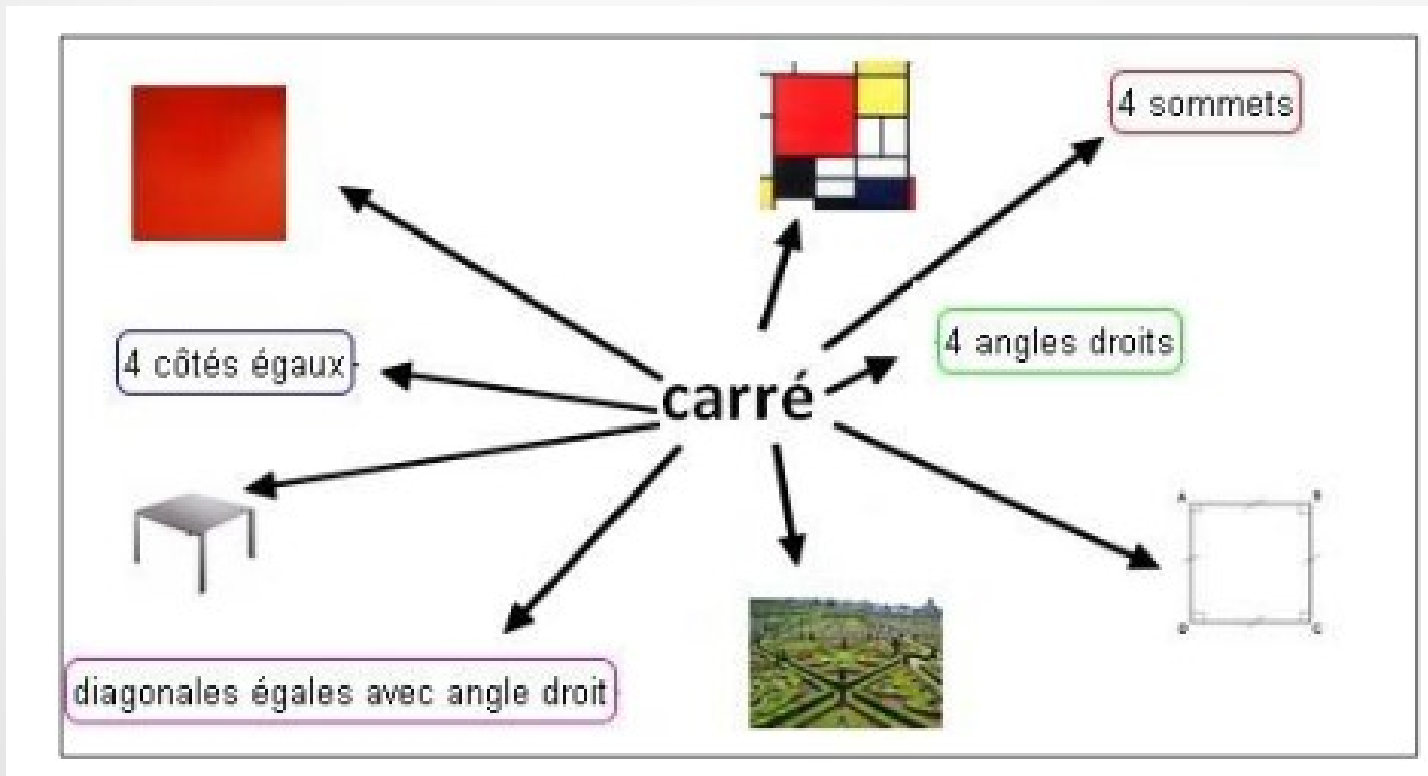 4 sommets
4 angles droits
4 côtés égaux
carré
A B
D C
diagonales égales avec angle droit